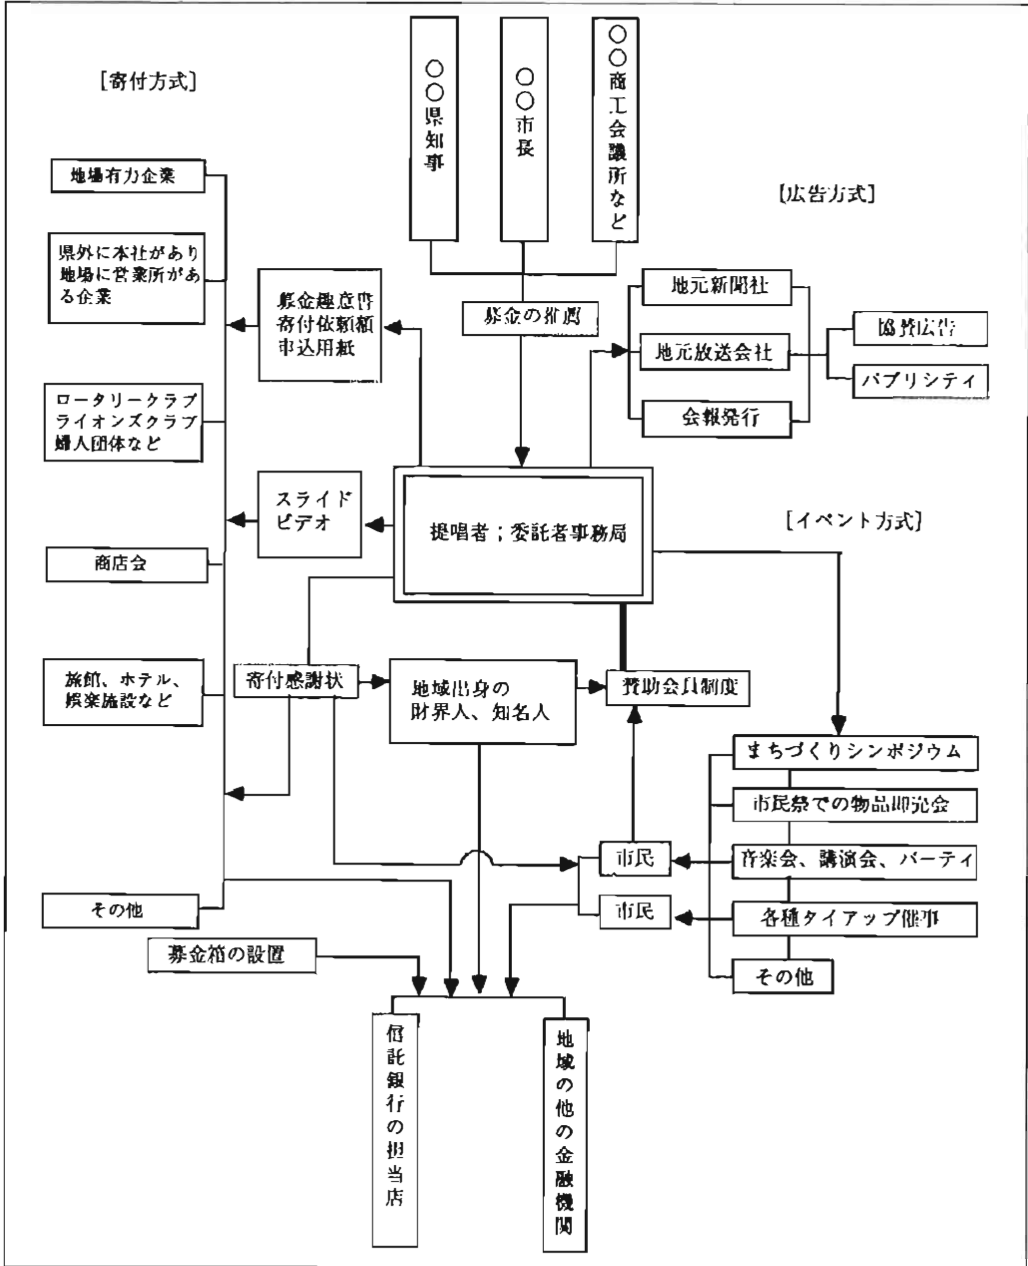 [寄付方式]
〇〇県知事
〇〇市長
〇〇商工会議所など
[広告方式]
地場有力企業
県外に本社があり
地場に営業所があ
る企業
募金趣意書
寄付依頼額
申込用紙
募金の推薦
地元新聞社
地元放送会社
会報発行
協賛広告
パブリシティ
ロータリークラブ
ライオンズクラブ
婦人団体など
スライド
ビデオ
提唱者；委託者事務局
[イベント方式]
商店会
旅館、ホテル、
娯楽施設など
寄付感謝状
地域出身の
財界人、知名人
賛助会員制度
まちづくりシンポジウム
市民祭での物品即売会
市民
音楽会、講演会、パーティ
市民
各種タイアップ催事
その他
その他
募金箱の設置
信託銀行の担当店
地域の他の金融機関